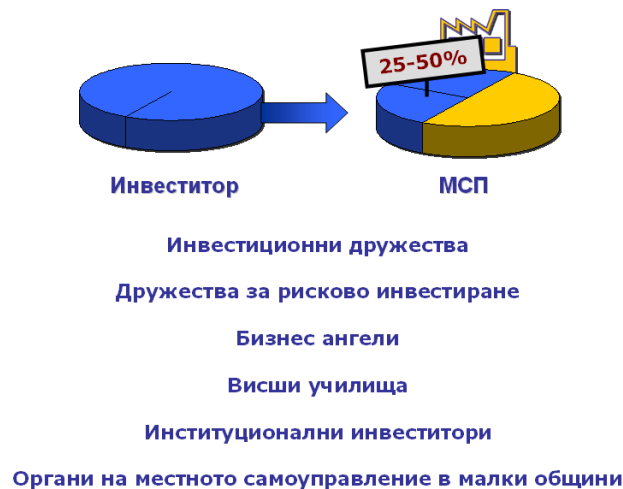 25-50%
Инвеститор
МСП
Инвестиционни дружества
Дружества за рисково инвестиране
Бизнес ангели
Висши училища
Институционални инвеститори
Органи на местното самоуправление в малки общини